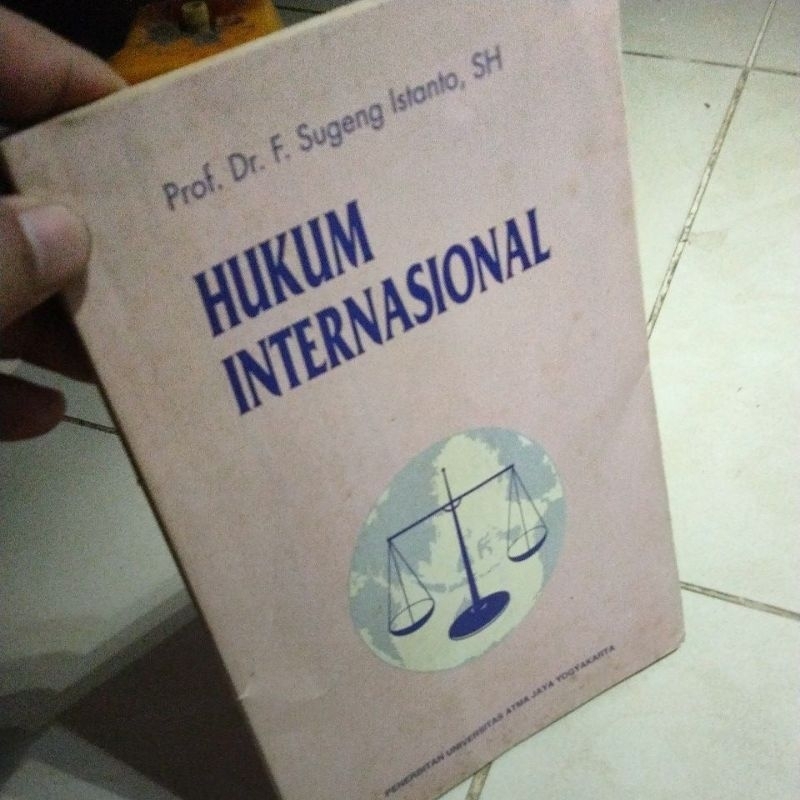 Prof. Dr. F. Sugeng Istanto, SH
HUKUM
INTERNASIONAL
PENERBITAN UNIVERSITAS ATMA JAYA YOGYAKARTA